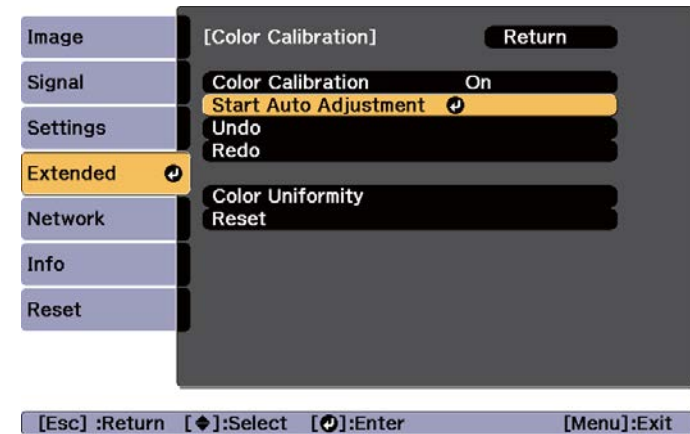 Image
Signal
Settings
Extended
Network
Info
Reset
[Color Calibration] Return
Color Calibration On
Start Auto Adjustment
Undo
Redo
Color Uniformity
Reset
[Esc] :Return [◆]:Select [⏎]:Enter [Menu]:Exit